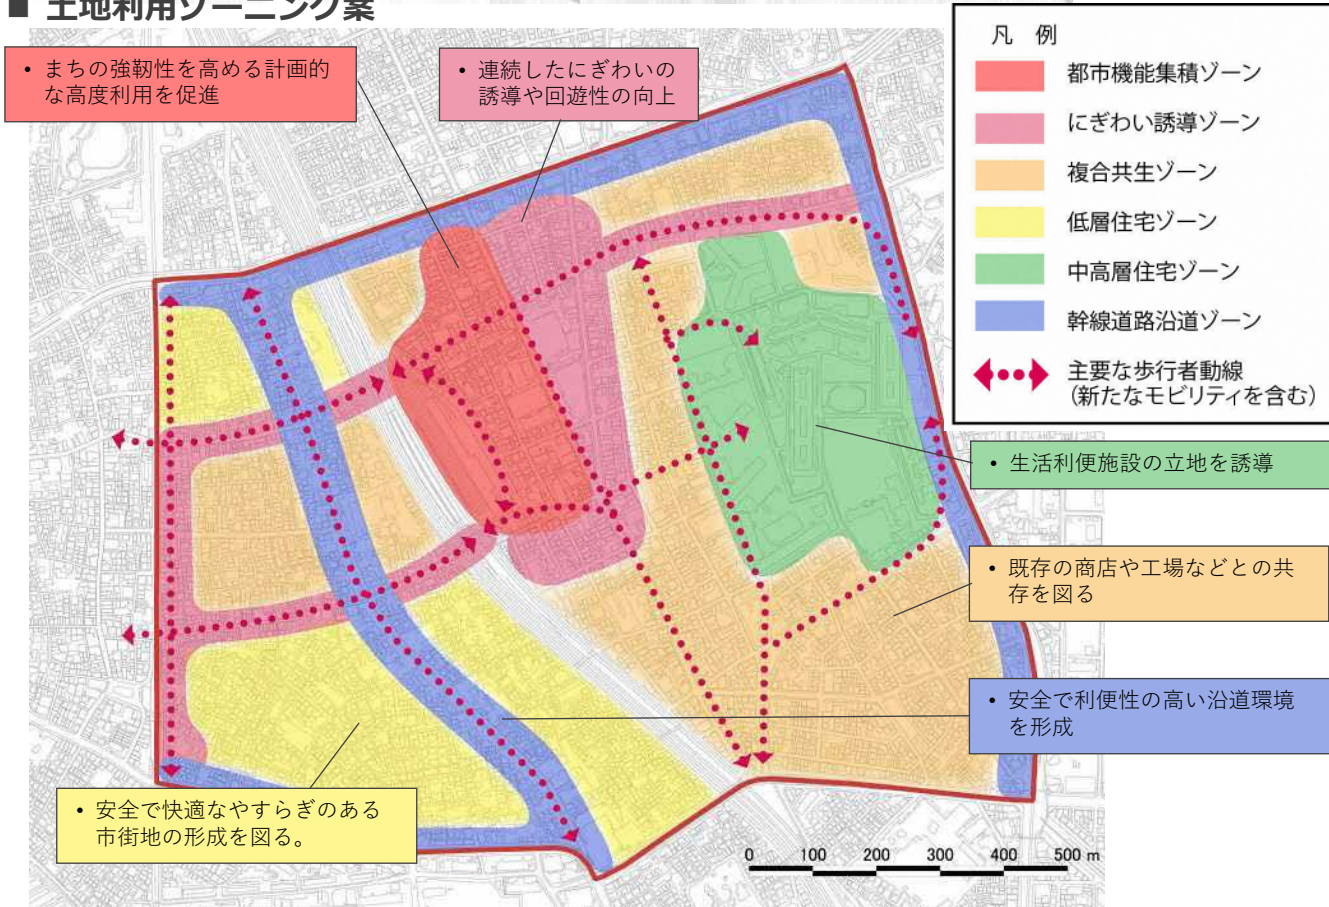 ■ 土地利用ゾーニング案
• まちの強靭性を高める計画的
な高度利用を促進
• 連続したにぎわいの
誘導や回遊性の向上
凡 例
都市機能集積ゾーン
にぎわい誘導ゾーン
複合共生ゾーン
低層住宅ゾーン
中高層住宅ゾーン
幹線道路沿道ゾーン
主要な歩行者動線
(新たなモビリティを含む)
• 生活利便施設の立地を誘導
• 既存の商店や工場などとの共
存を図る
• 安全で利便性の高い沿道環境
を形成
• 安全で快適なやすらぎのある
市街地の形成を図る。
0 100 200 300 400 500 m